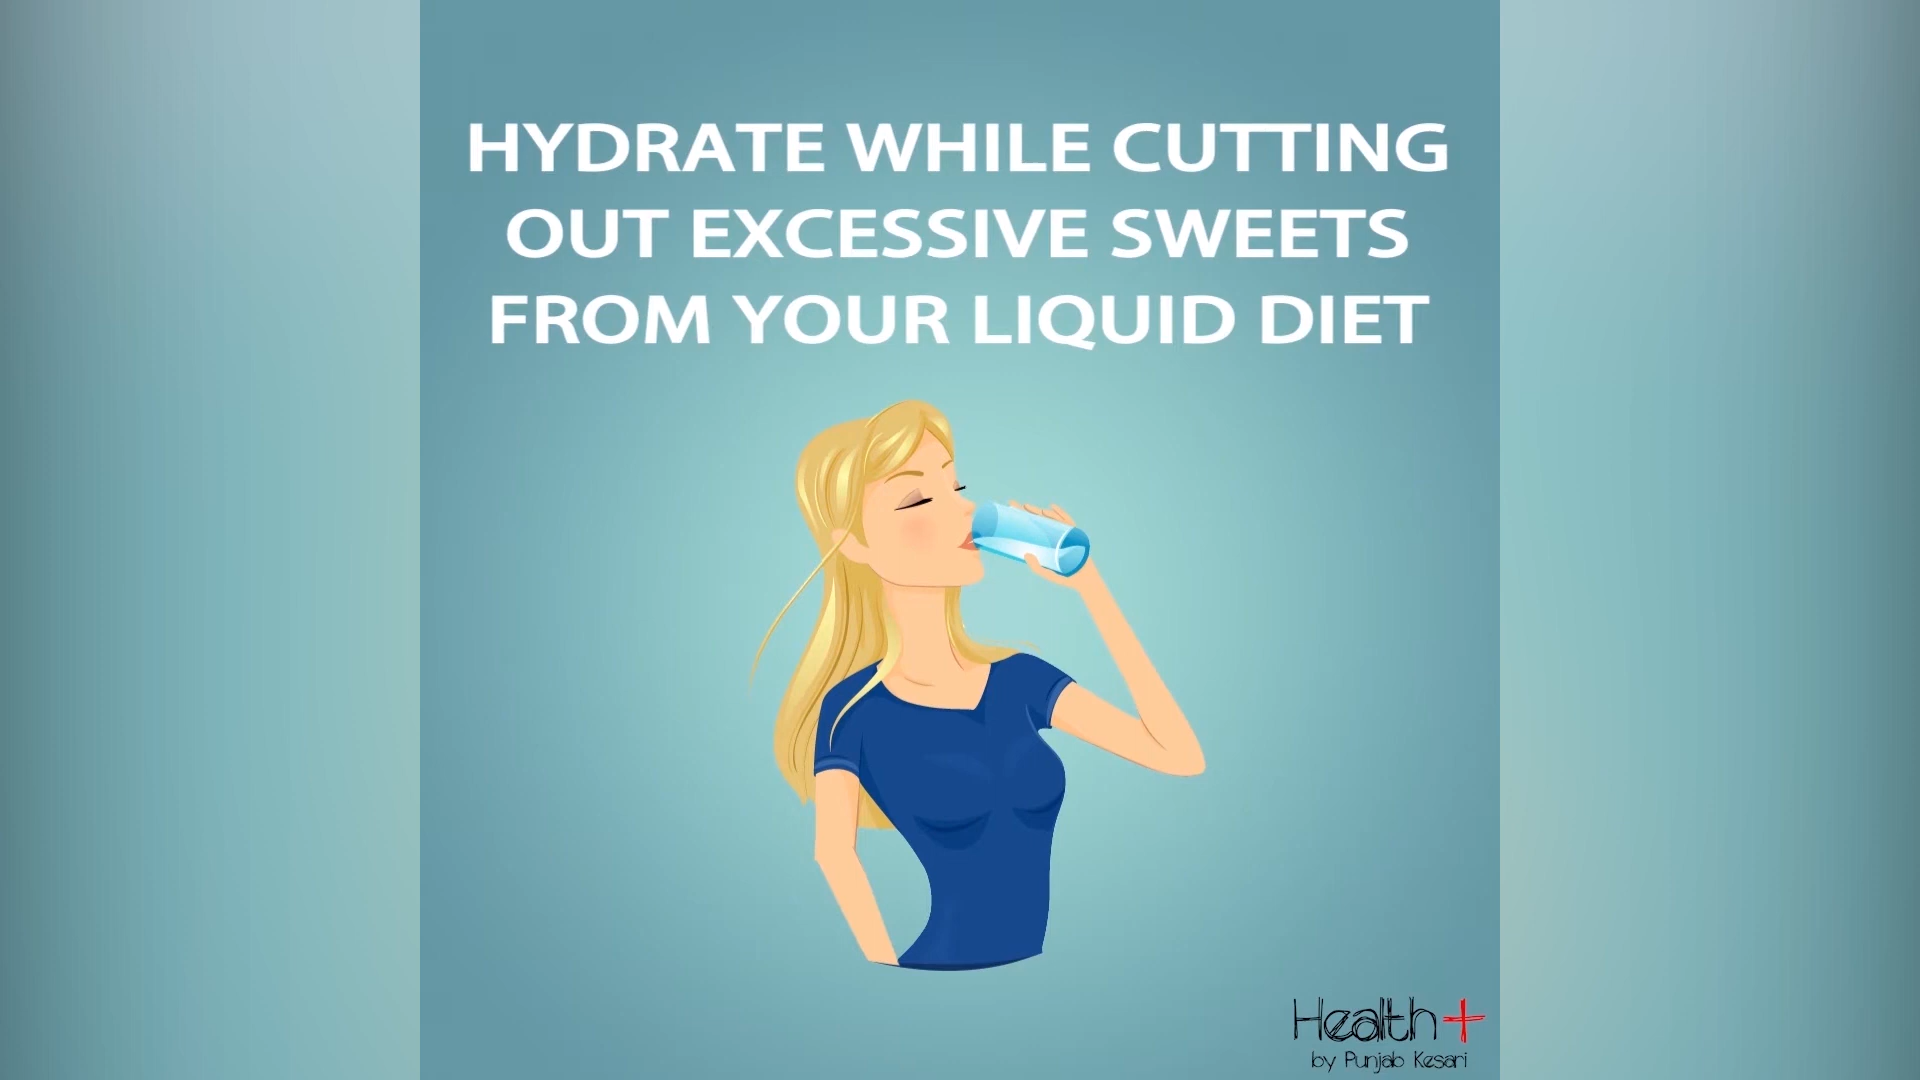 HYDRATE WHILE CUTTING
OUT EXCESSIVE SWEETS
FROM YOUR LIQUID DIET
Health+
by Punjab Kesari